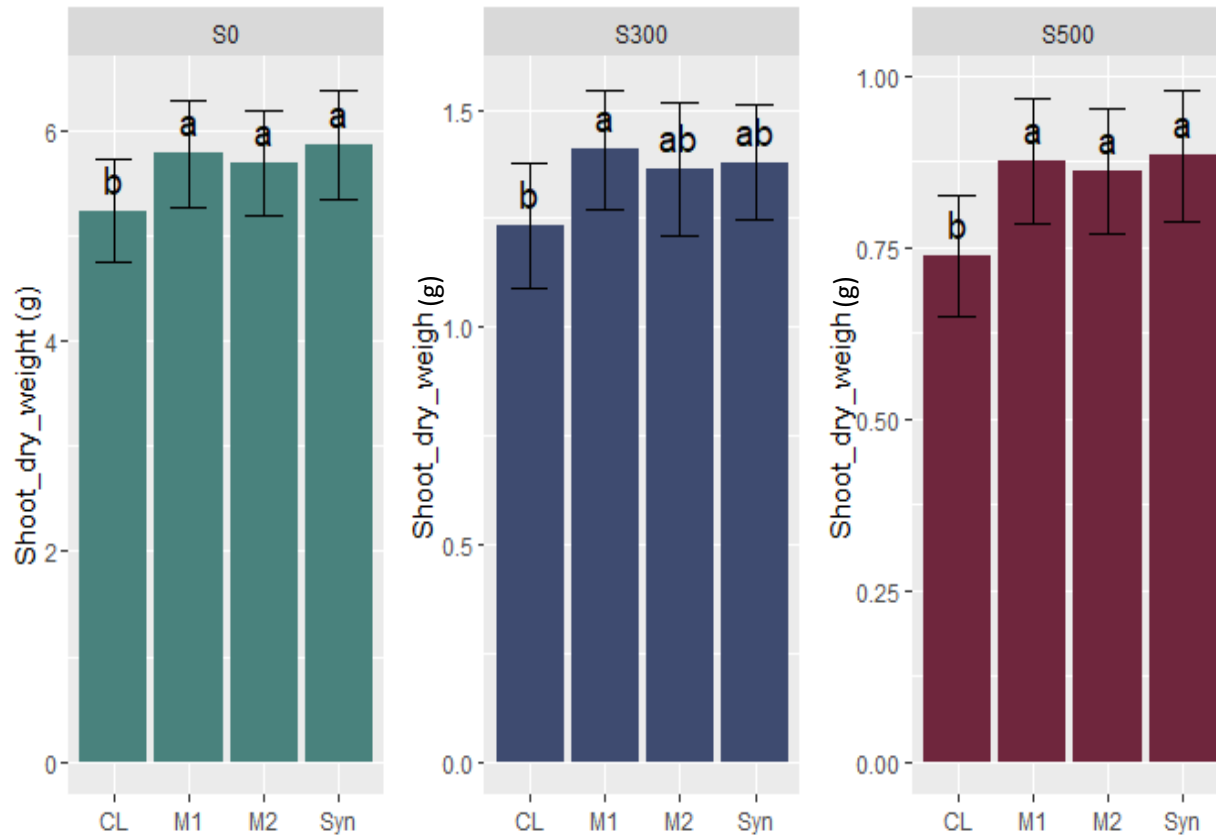 S0
Shoot_dry_weight (g)
6
4
2
0
b
a
a
a
CL M1 M2 Syn
S300
Shoot_dry_weigh (g)
1.5
1.0
0.5
0.0
b
a
ab
ab
CL M1 M2 Syn
S500
Shoot_dry_weigh (g)
1.00
0.75
0.50
0.25
0.00
b
a
a
a
CL M1 M2 Syn